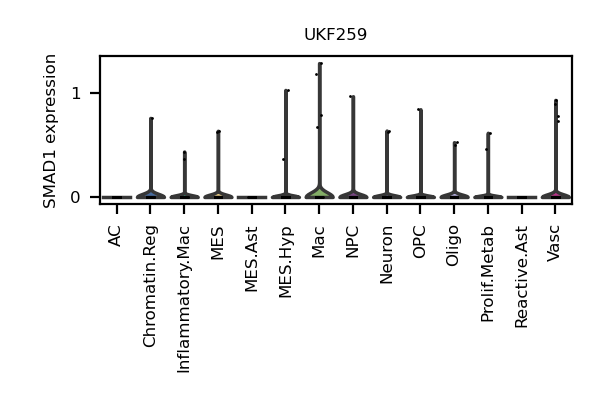 UKF259
SMAD1 expression
1
0
AC
Chromatin.Reg
Inflammatory.Mac
MES
MES.Ast
MES.Hyp
Mac
NPC
Neuron
OPC
Oligo
Prolif.Metab
Reactive.Ast
Vasc